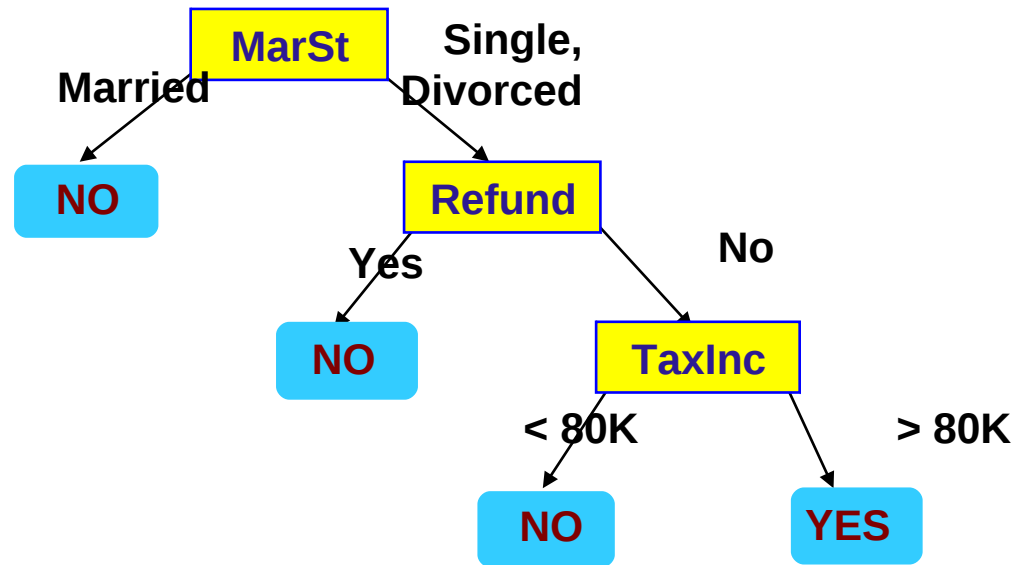 MarSt
Single,
Married
Divorced
NO
Refund
Yes
No
NO
TaxInc
< 80K
> 80K
NO
YES